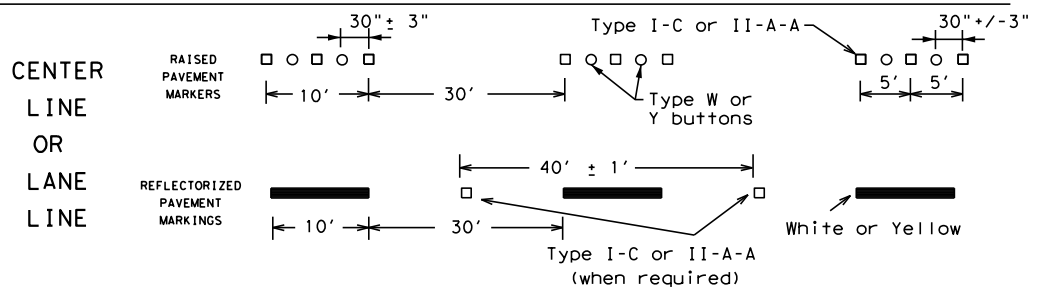 CENTER
LINE
OR
LANE
LINE
RAISED
PAVEMENT
MARKERS
30"± 3"
10'
30'
Type I-C or II-A-A
Type W or
Y buttons
30"+/-3"
5'
5'
REFLECTORIZED
PAVEMENT
MARKINGS
10'
30'
40' ± 1'
Type I-C or II-A-A
(when required)
White or Yellow